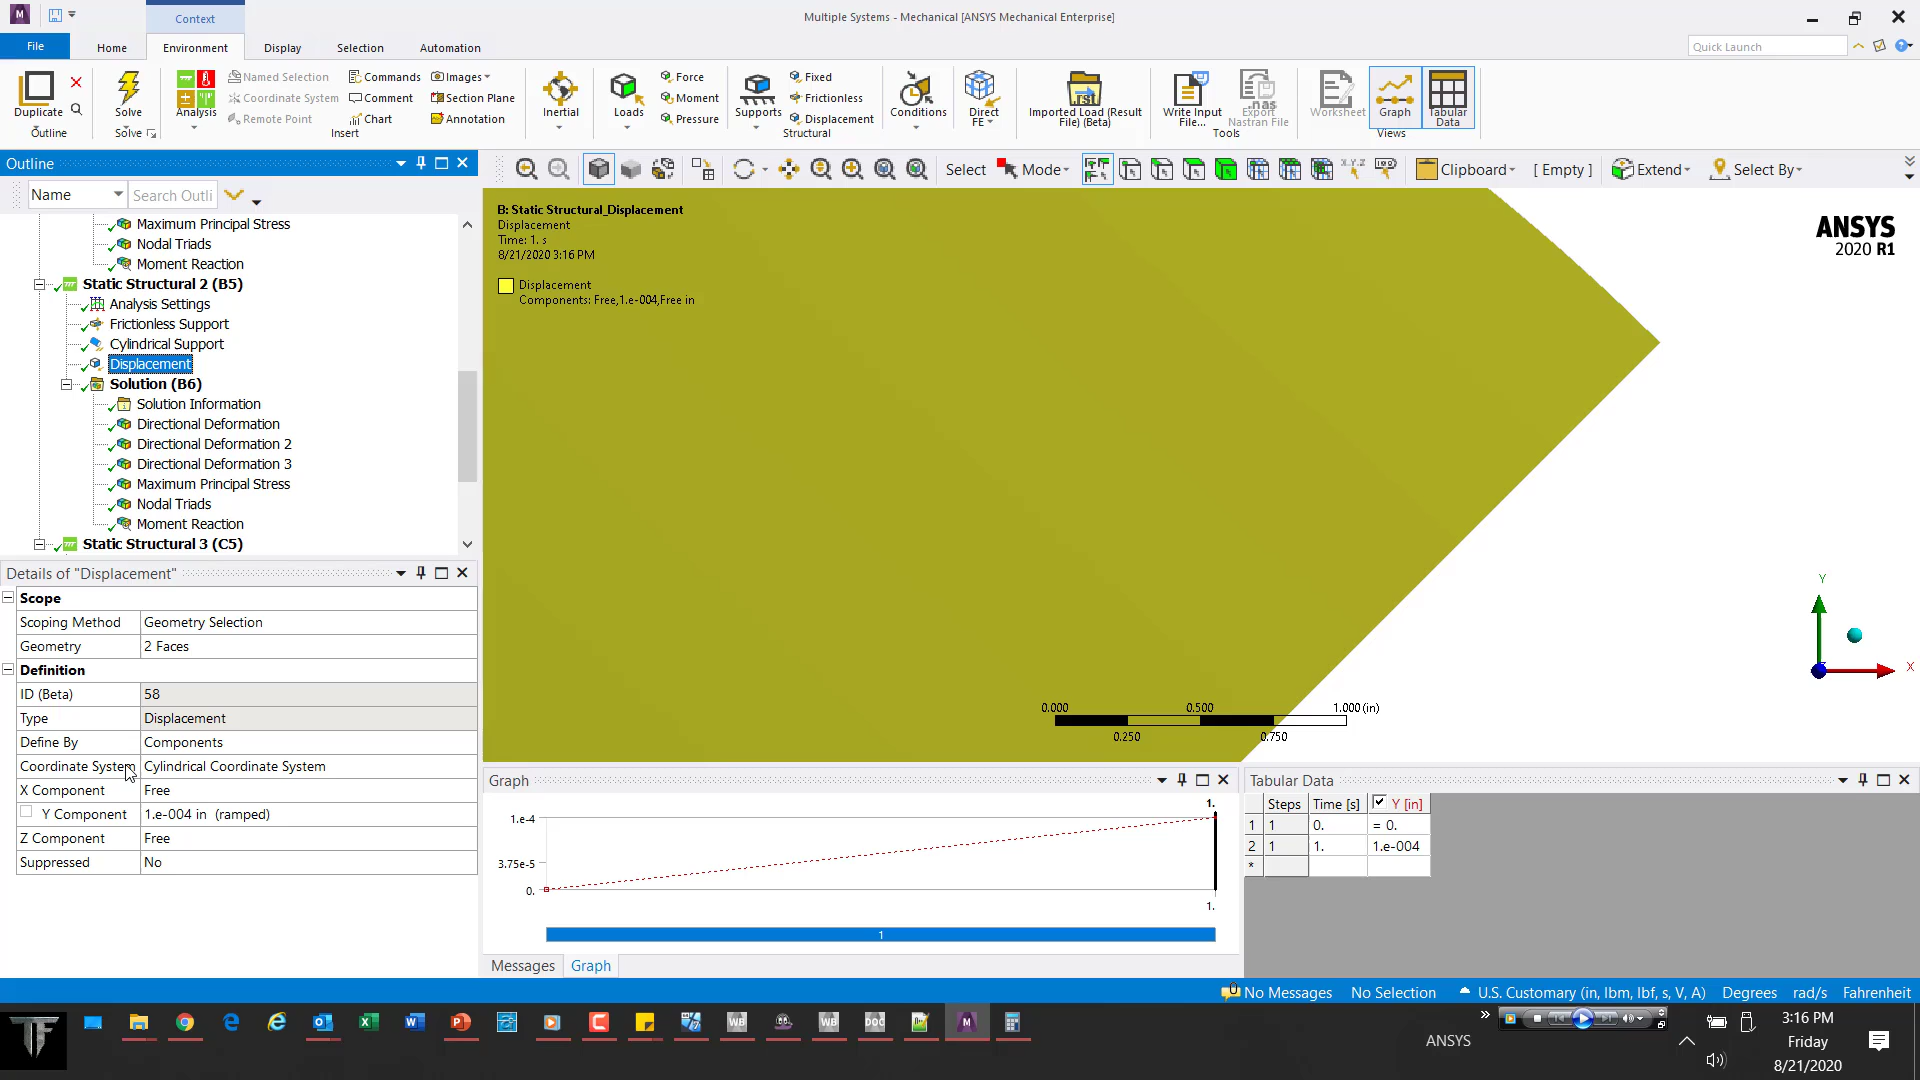 Context
Multiple Systems - Mechanical [ANSYS Mechanical Enterprise]
File
Home
Environment
Display
Selection
Automation
Quick Launch
Duplicate
Outline
Solve
Solve
Analysis
Named Selection
Coordinate System
Remote Point
Commands
Comment
Chart
Images
Section Plane
Annotation
Insert
Inertial
Loads
Force
Moment
Pressure
Supports
Fixed
Frictionless
Displacement
Structural
Conditions
Direct
FE
Imported Load (Result
File) (Beta)
Write Input
File...
Export
Nastran File
Tools
Worksheet
Graph
Tabular
Data
Views
Outline
Name
Search Outli
Select
Mode
Clipboard
[ Empty ]
Extend
Select By
Maximum Principal Stress
Nodal Triads
Moment Reaction
Static Structural 2 (B5)
Analysis Settings
Frictionless Support
Cylindrical Support
Displacement
Solution (B6)
Solution Information
Directional Deformation
Directional Deformation 2
Directional Deformation 3
Maximum Principal Stress
Nodal Triads
Moment Reaction
Static Structural 3 (C5)
B: Static Structural_Displacement
Displacement
Time: 1. s
8/21/2020 3:16 PM
Displacement
Components: Free,1.e-004,Free in
ANSYS
2020 R1
Y
X
0.000
0.500
1.000 (in)
0.250
0.750
Details of "Displacement"
Scope
Scoping Method Geometry Selection
Geometry 2 Faces
Definition
ID (Beta) 58
Type Displacement
Define By Components
Coordinate System Cylindrical Coordinate System
X Component Free
Y Component 1.e-004 in (ramped)
Z Component Free
Suppressed No
Graph
1.
1.e-4
3.75e-5
0.
1.
1
Messages
Graph
Tabular Data
Steps Time [s] Y [in]
1 1 0. = 0.
2 1 1. 1.e-004
*
0 No Messages
No Selection
U.S. Customary (in, lbm, lbf, s, V, A)
Degrees
rad/s
Fahrenheit
TF
ANSYS
3:16 PM
Friday
8/21/2020